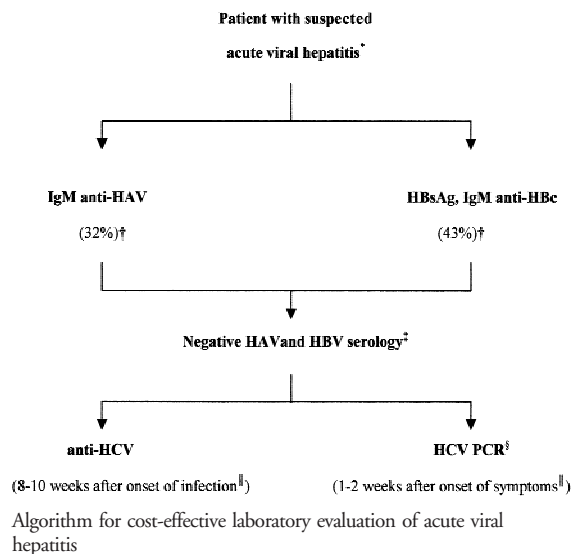 Patient with suspected
acute viral hepatitis*
IgM anti-HAV
HBsAg, IgM anti-HBc
(32%)†
(43%)†
Negative HAVand HBV serology‡
anti-HCV
HCV PCR§
(8-10 weeks after onset of infection‖)
(1-2 weeks after onset of symptoms‖)
Algorithm for cost-effective laboratory evaluation of acute viral
hepatitis